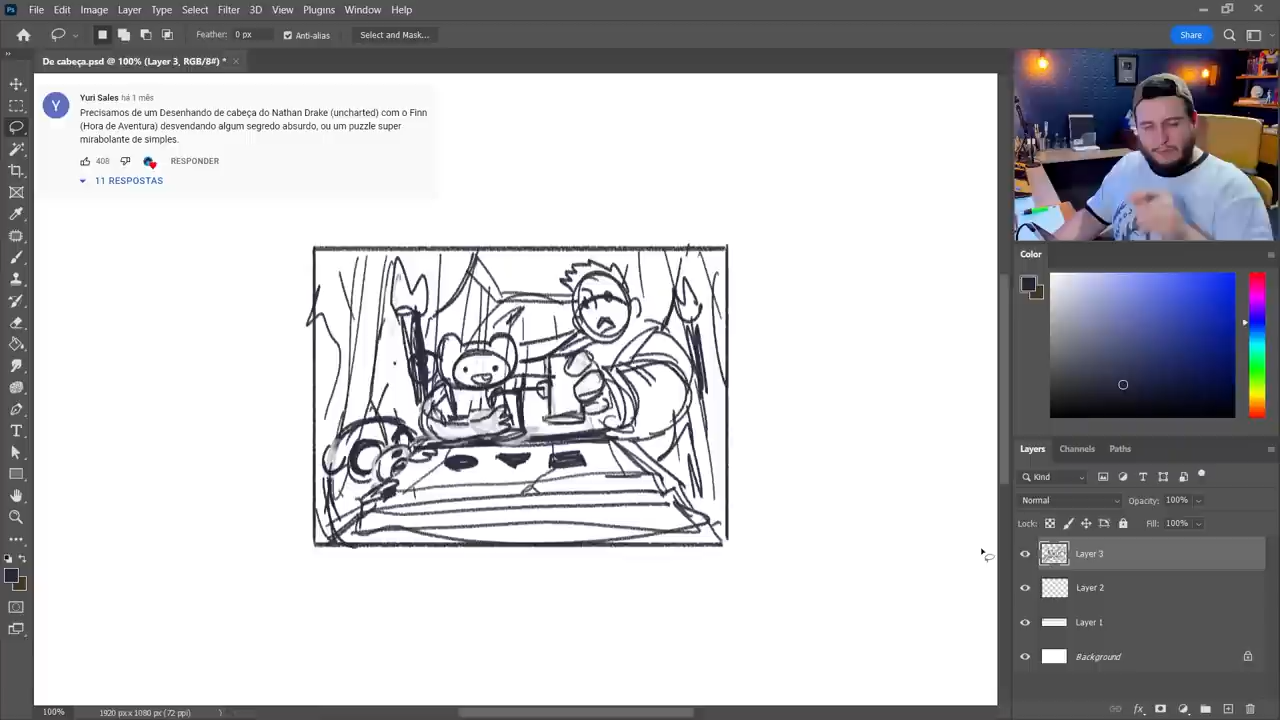 Ps File Edit Image Layer Type Select Filter 3D View Plugins Window Help
Feather: 0 px Anti-alias Select and Mask... Share
De cabeça.psd @ 100% (Layer 3, RGB/8#) *
Y Yuri Sales há 1 mês
Precisamos de um Desenhando de cabeça do Nathan Drake (uncharted) com o Finn
(Hora de Aventura) desvendando algum segredo absurdo, ou um puzzle super
mirabolante de simples.
408 RESPONDER
11 RESPOSTAS
Color
Layers Channels Paths
Kind
Normal Opacity: 100%
Lock: Fill: 100%
Layer 3
Layer 2
Layer 1
Background
100% 1920 px x 1080 px (72 ppi)